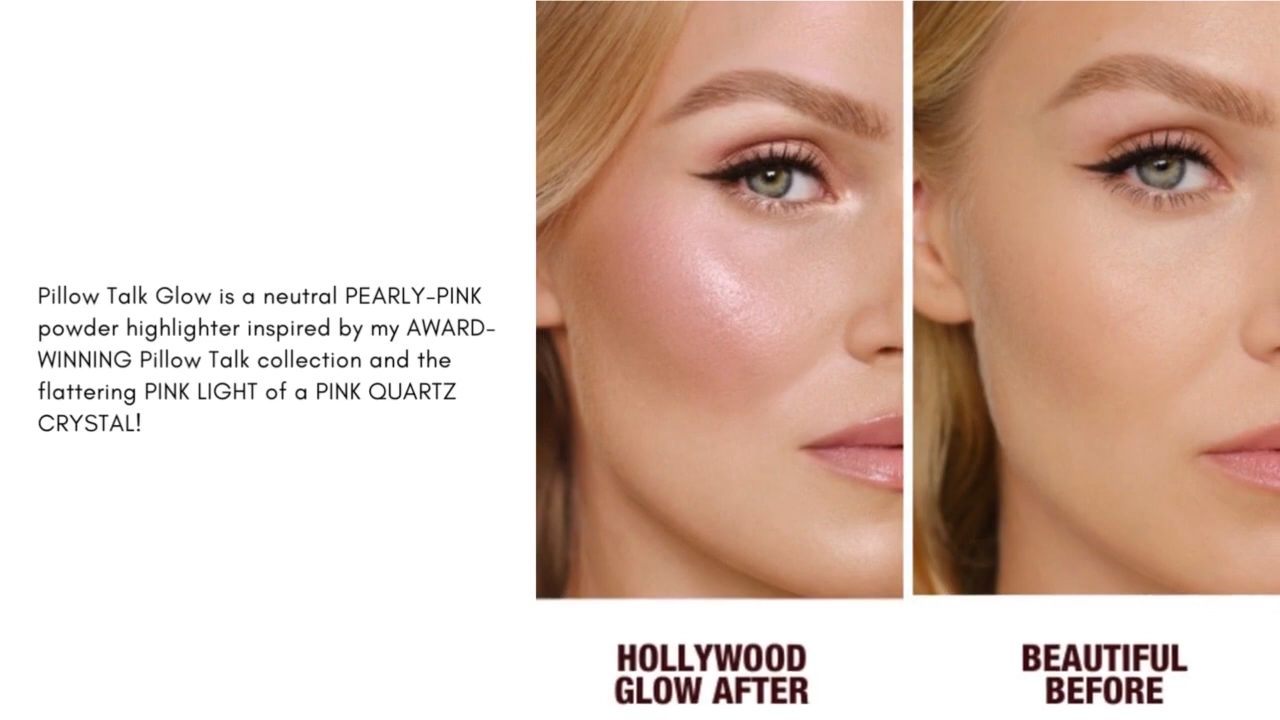 Pillow Talk Glow is a neutral PEARLY-PINK
powder highlighter inspired by my AWARD-
WINNING Pillow Talk collection and the
flattering PINK LIGHT of a PINK QUARTZ
CRYSTAL!
HOLLYWOOD
GLOW AFTER
BEAUTIFUL
BEFORE